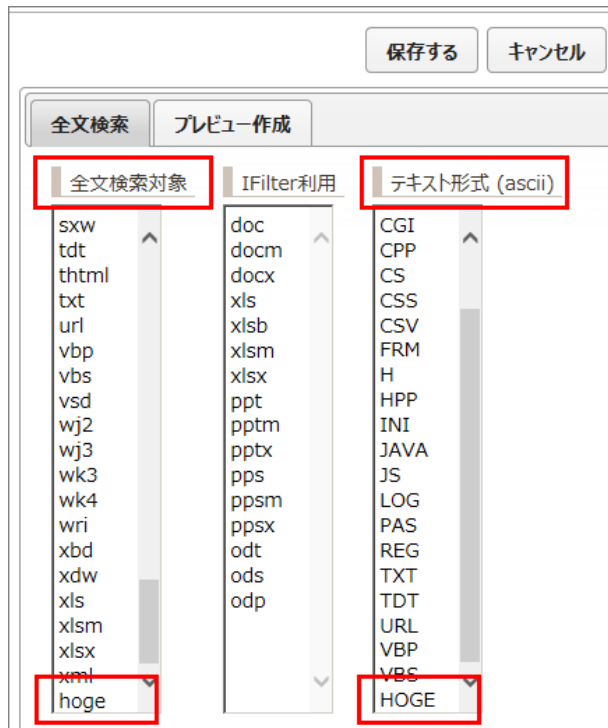 保存する
キャンセル
全文検索
プレビュー作成
全文検索対象
sxw
tdt
thtml
txt
url
vbp
vbs
vsd
wj2
wj3
wk3
wk4
wri
xbd
xdw
xls
xlsm
xlsx
xml
hoge
IFilter利用
doc
docm
docx
xls
xlsb
xlsm
xlsx
ppt
pptm
pptx
pps
ppsm
ppsx
odt
ods
odp
テキスト形式 (ascii)
CGI
CPP
CS
CSS
CSV
FRM
H
HPP
INI
JAVA
JS
LOG
PAS
REG
TXT
TDT
URL
VBP
VBS
HOGE